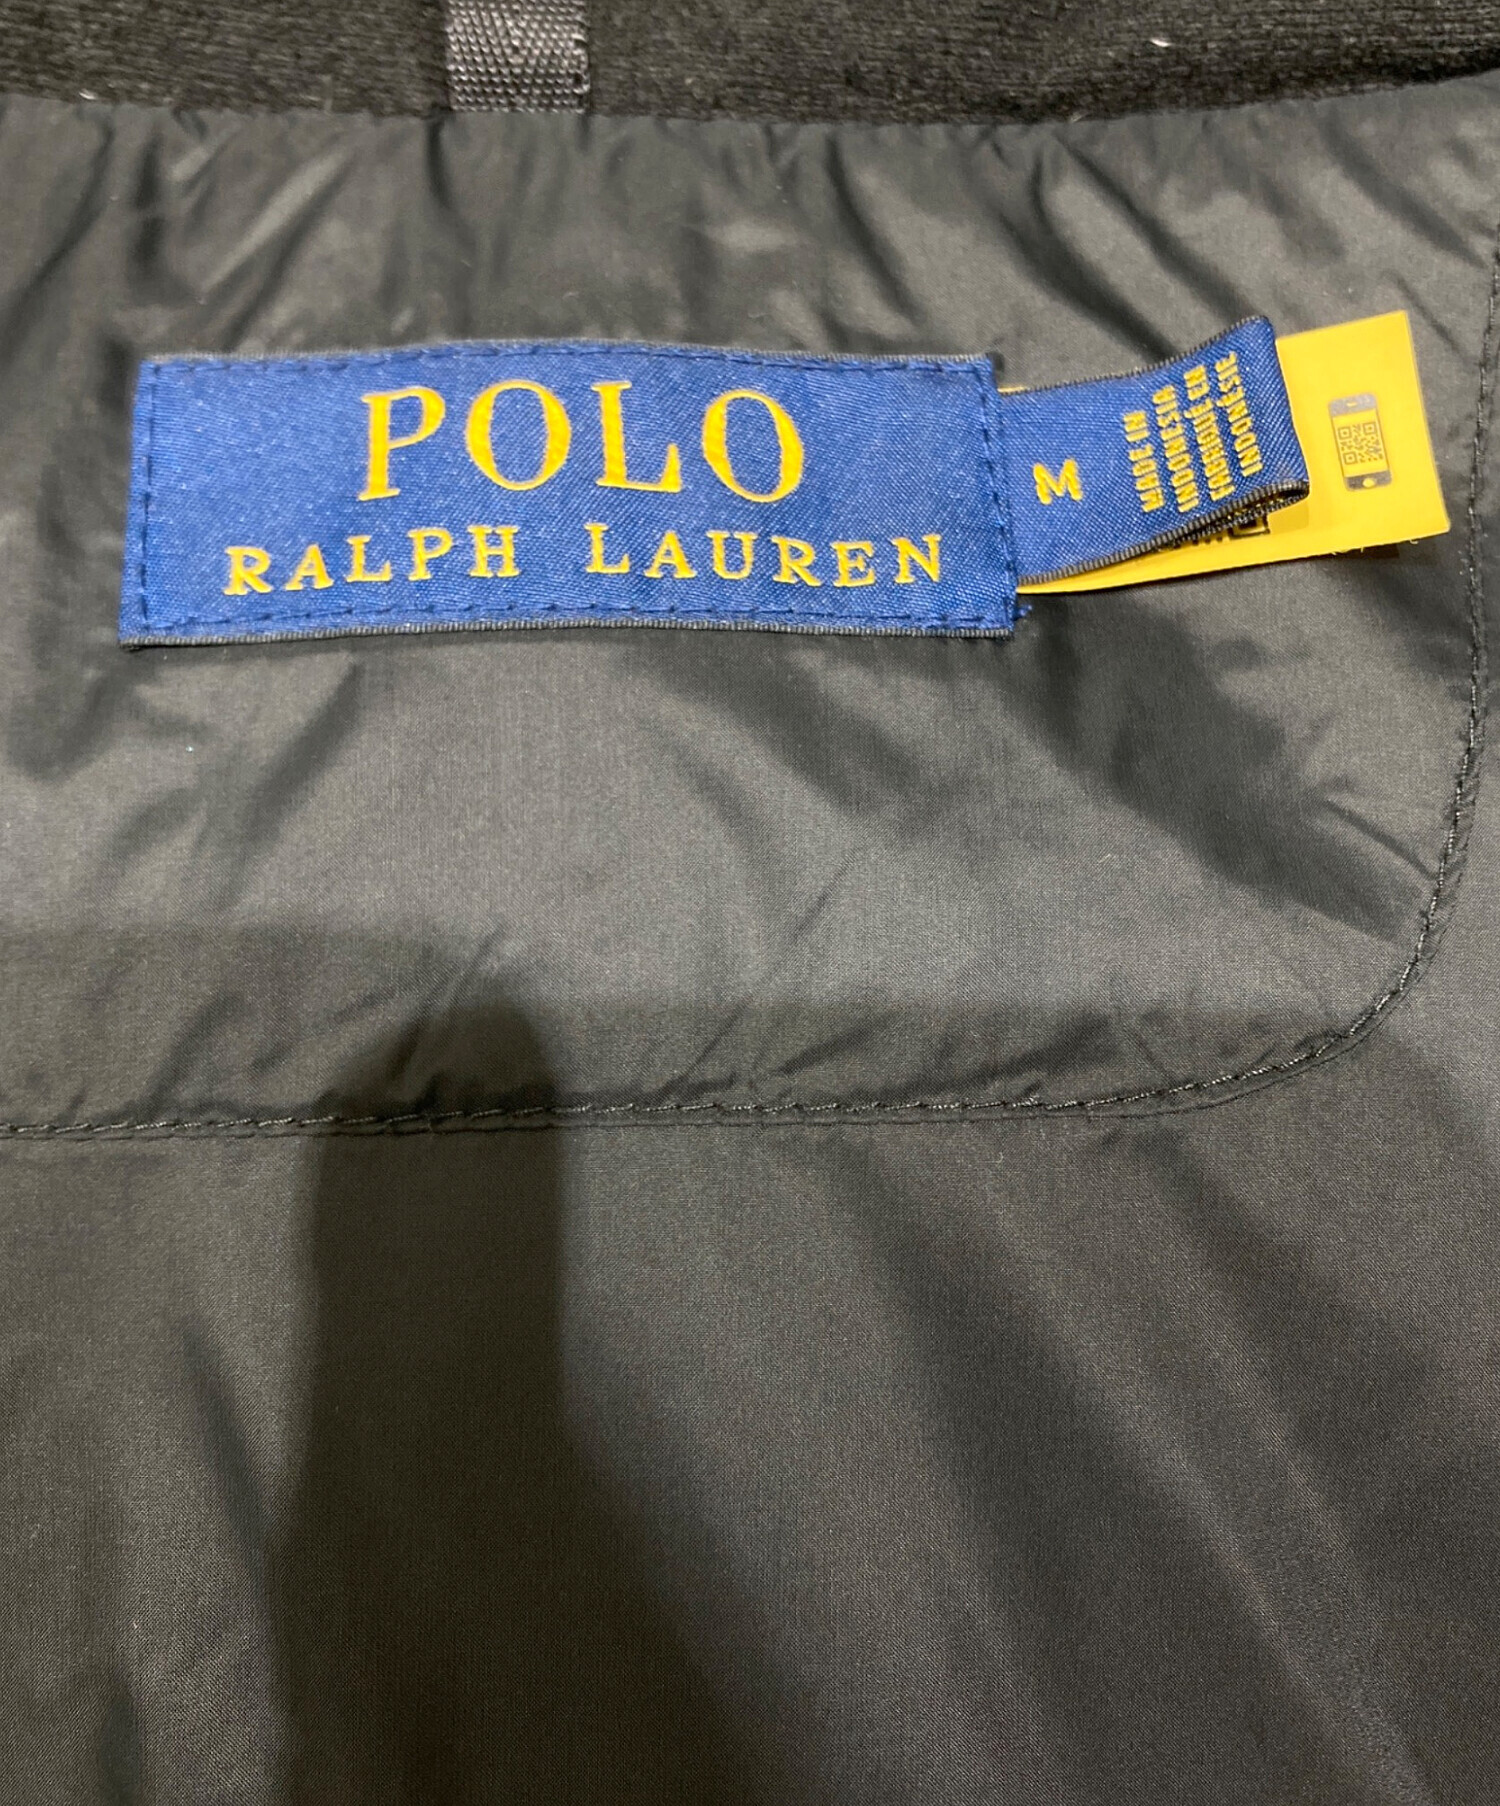 POLO
RALPH LAUREN
M
MADE IN
INDONESIA
FABRIQUÉ EN
INDONÉSIE